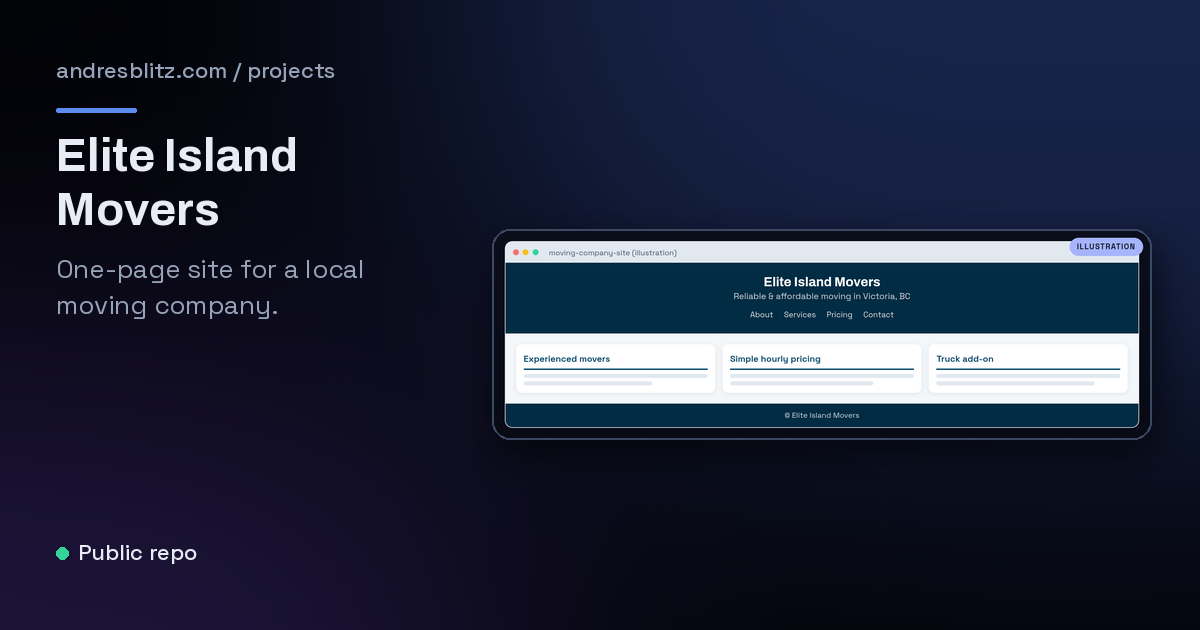 andresblitz.com / projects
Elite Island
Movers
One-page site for a local
moving company.
Public repo
moving-company-site (illustration)
ILLUSTRATION
Elite Island Movers
Reliable & affordable moving in Victoria, BC
About Services Pricing Contact
Experienced movers
Simple hourly pricing
Truck add-on
© Elite Island Movers